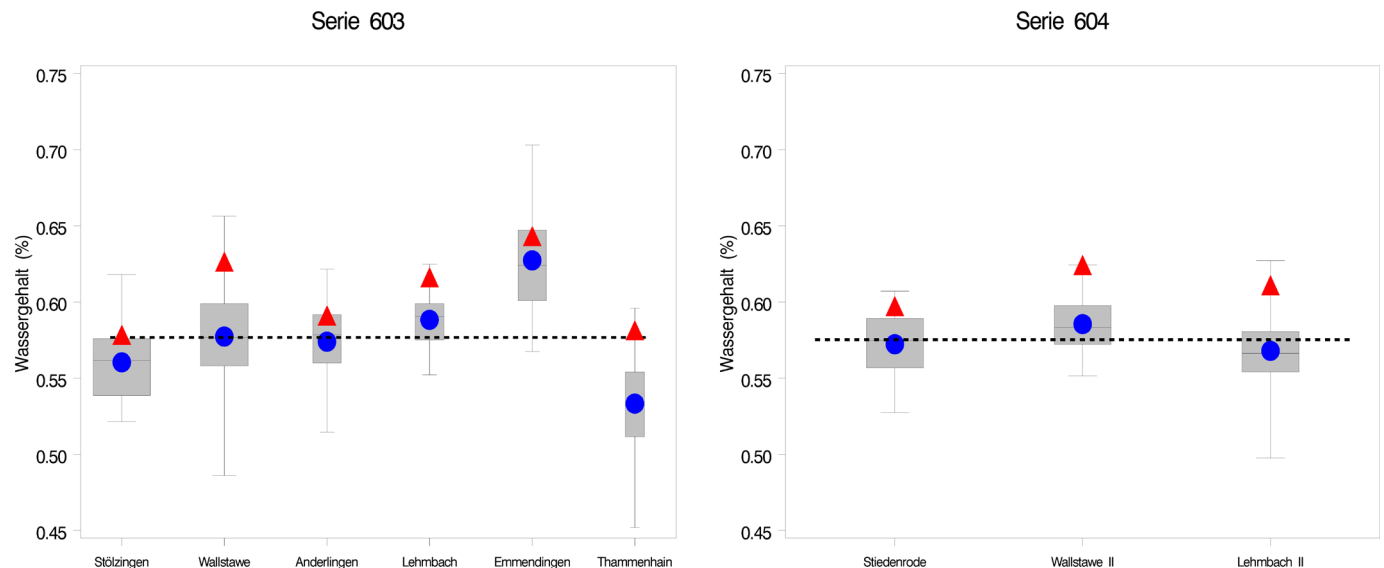 Serie 603
Wassergehalt (%)
0.75
0.70
0.65
0.60
0.55
0.50
0.45
Stölzingen Wallstawe Anderlingen Lehmbach Emmendingen Thammenhain
Serie 604
Wassergehalt (%)
0.75
0.70
0.65
0.60
0.55
0.50
0.45
Stiedenrode Wallstawe II Lehmbach II